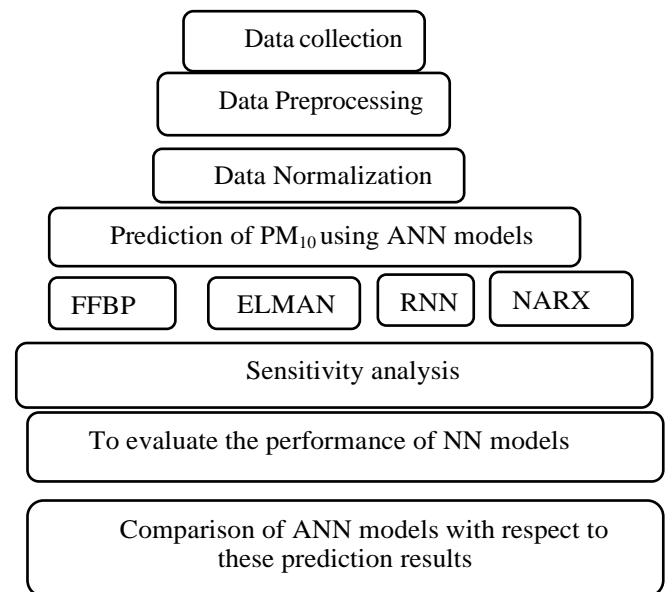 Data collection
Data Preprocessing
Data Normalization
Prediction of PM₁₀ using ANN models
FFBP ELMAN RNN NARX
Sensitivity analysis
To evaluate the performance of NN models
Comparison of ANN models with respect to
these prediction results